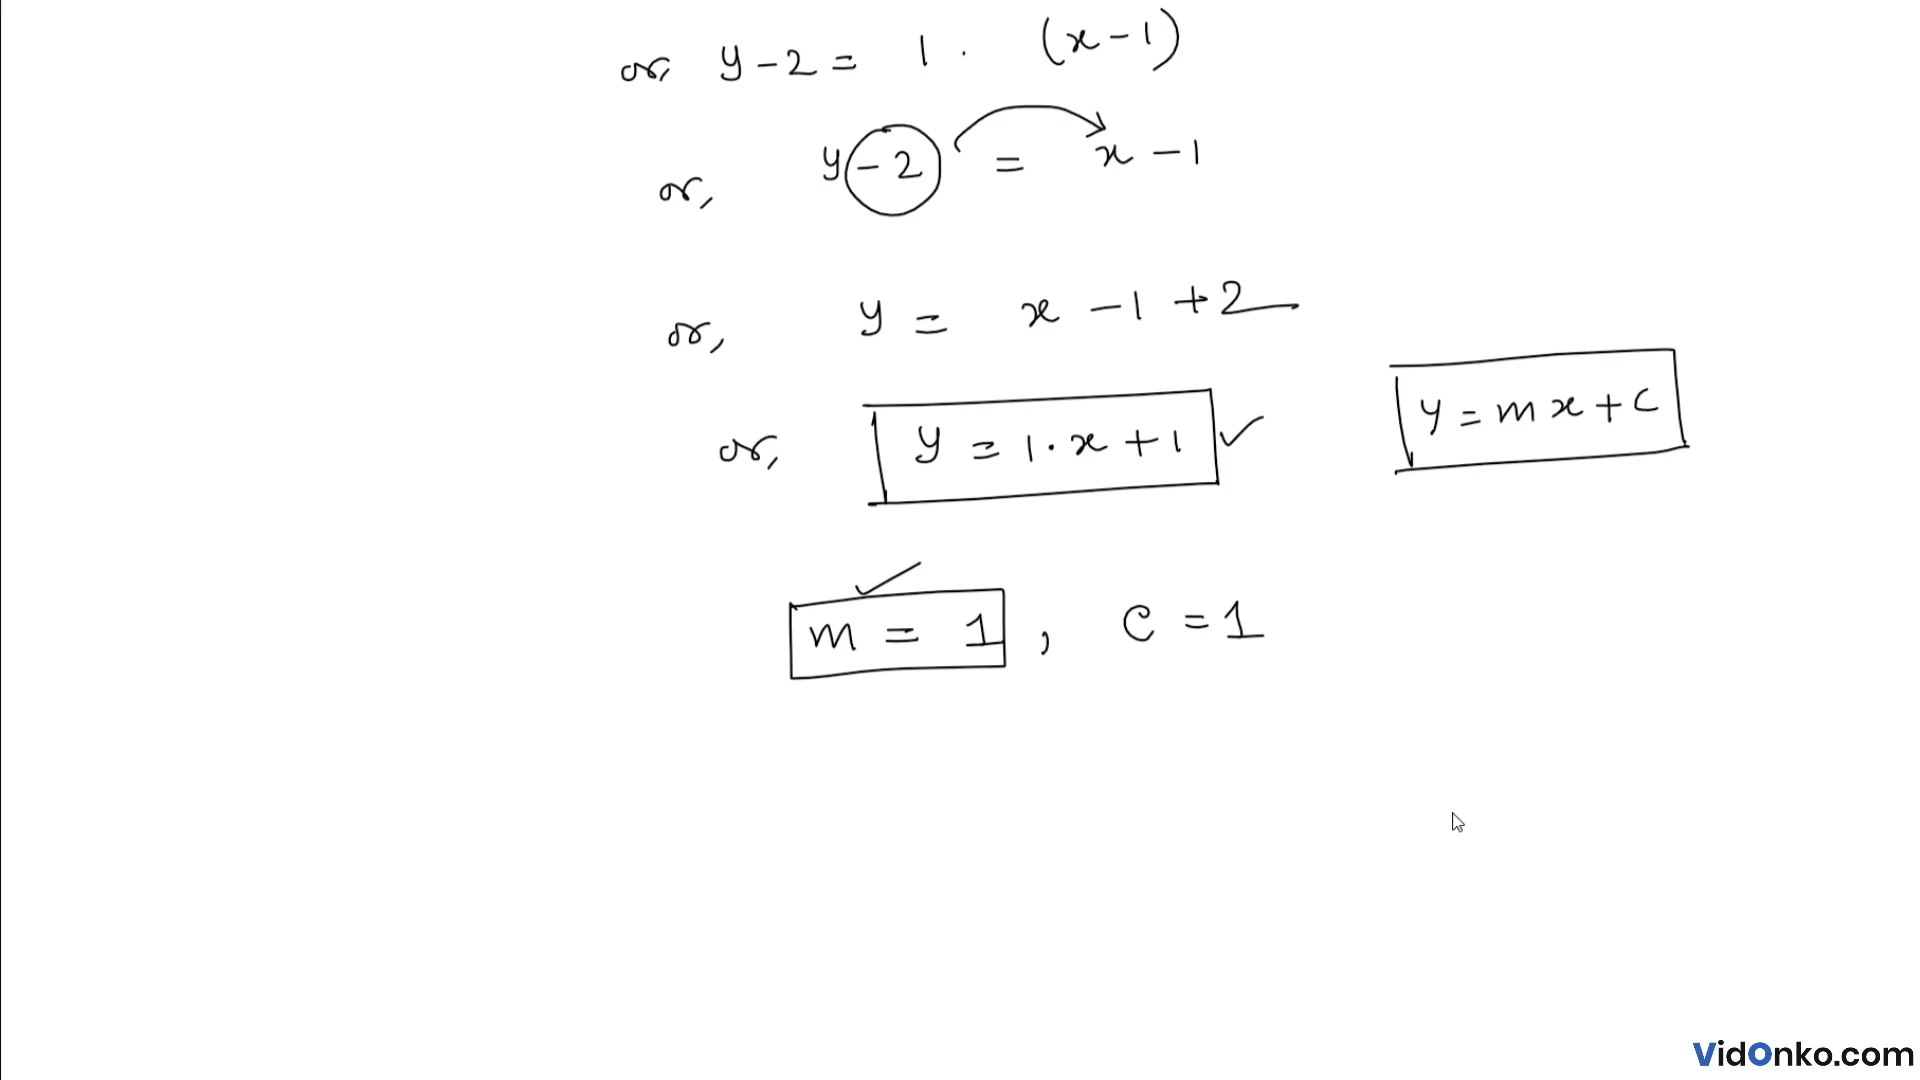 or, y - 2 = 1 . (x - 1)
or, y - 2 = x - 1
or, y = x - 1 + 2
or, y = 1 . x + 1
y = mx + c
m = 1 , c = 1
VidOnko.com